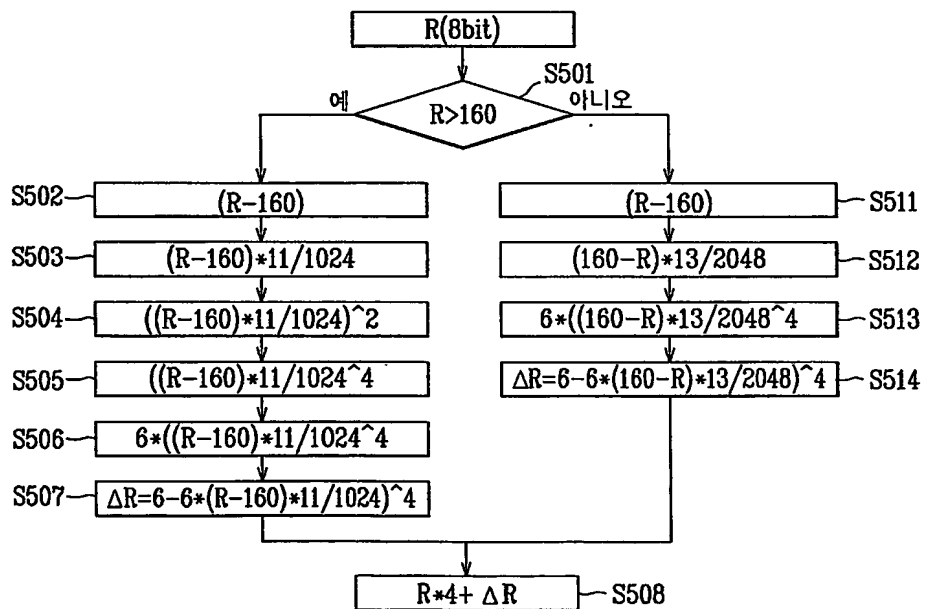 R(8bit)
S501
예
R>160
아니오
S502
(R-160)
S503
(R-160)*11/1024
S504
((R-160)*11/1024)^2
S505
((R-160)*11/1024^4
S506
6*((R-160)*11/1024^4
S507
ΔR=6-6*(R-160)*11/1024)^4
(R-160)
S511
(160-R)*13/2048
S512
6*((160-R)*13/2048^4
S513
ΔR=6-6*(160-R)*13/2048)^4
S514
R*4+ ΔR
S508